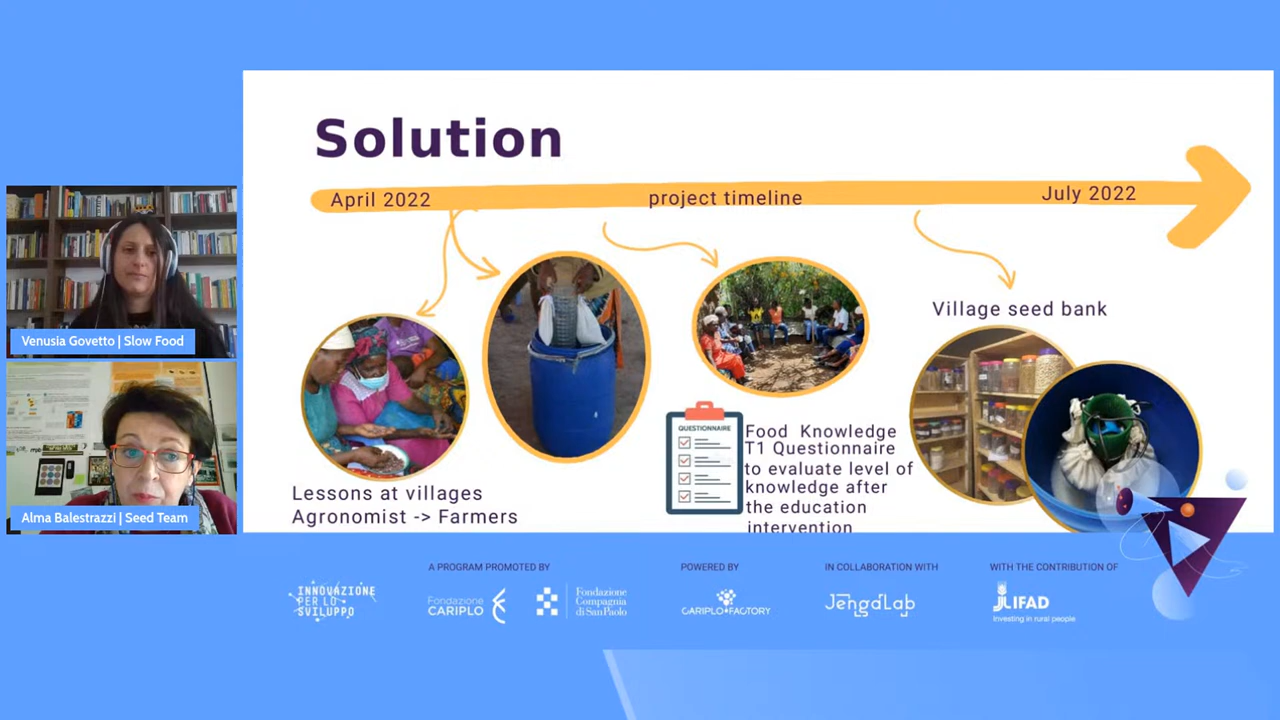 Solution
April 2022
project timeline
July 2022
Village seed bank
Venusia Govetto | Slow Food
QUESTIONNAIRE
Food Knowledge
T1 Questionnaire
to evaluate level of
knowledge after
the education
intervention
Lessons at villages
Agronomist -> Farmers
Alma Balestrazzi | Seed Team
A PROGRAM PROMOTED BY
POWERED BY
IN COLLABORATION WITH
WITH THE CONTRIBUTION OF
INNOVAZIONE
PER LO
SVILUPPO
Fondazione
CARIPLO
Fondazione
Compagnia
di SanPaolo
CARIPLO FACTORY
JengaLab
JLIFAD
Investing in rural people